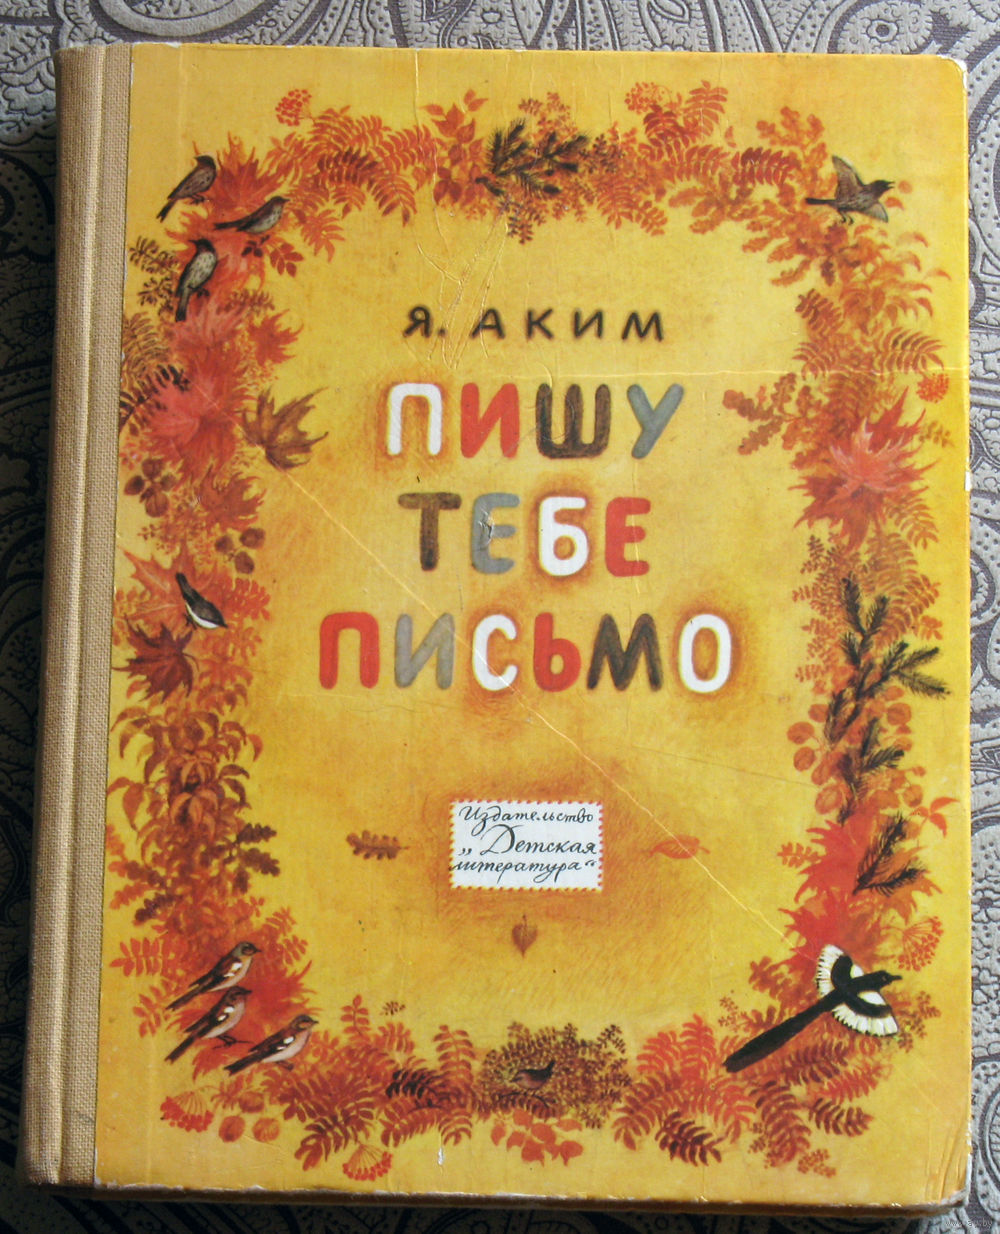 Я. АКИМ
ПИШУ
ТЕБЕ
ПИСЬМО
Издательство
„Детская
литература“